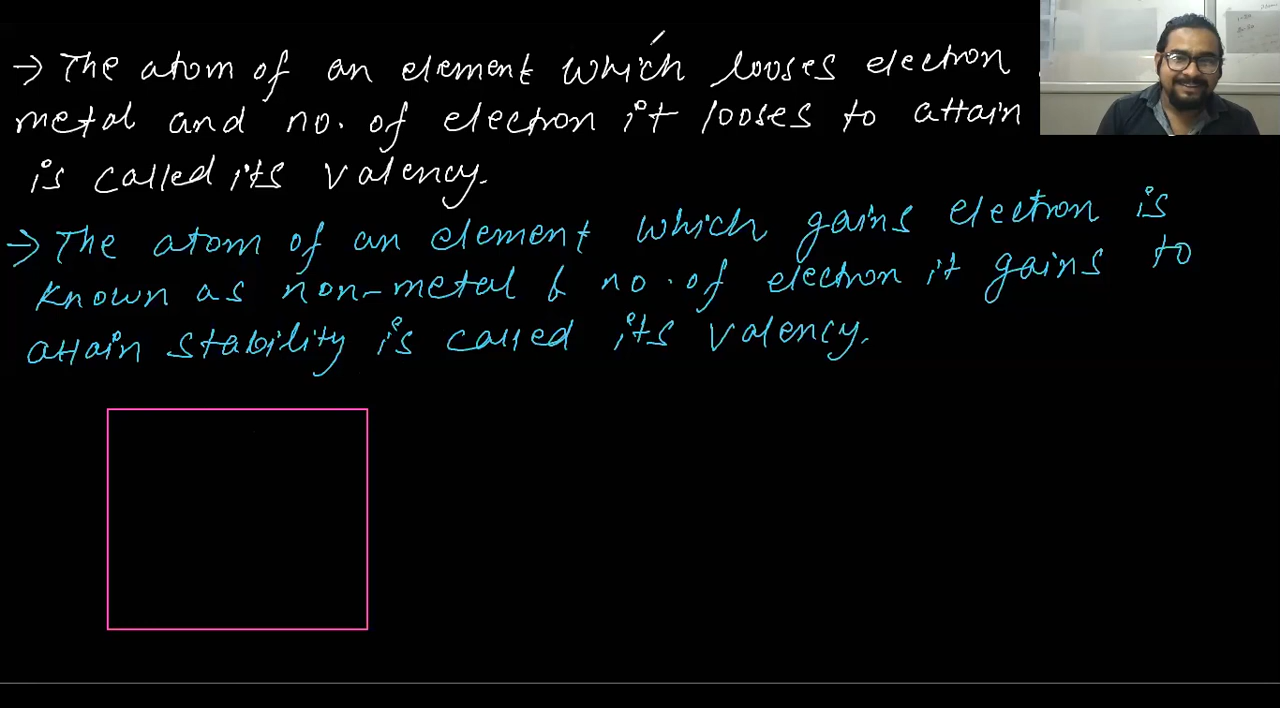 → The atom of an element which looses electron
metal and no. of electron it looses to attain
is called its valency.
→ The atom of an element which gains electron is
known as non-metal & no. of electron it gains to
attain stability is called its valency.